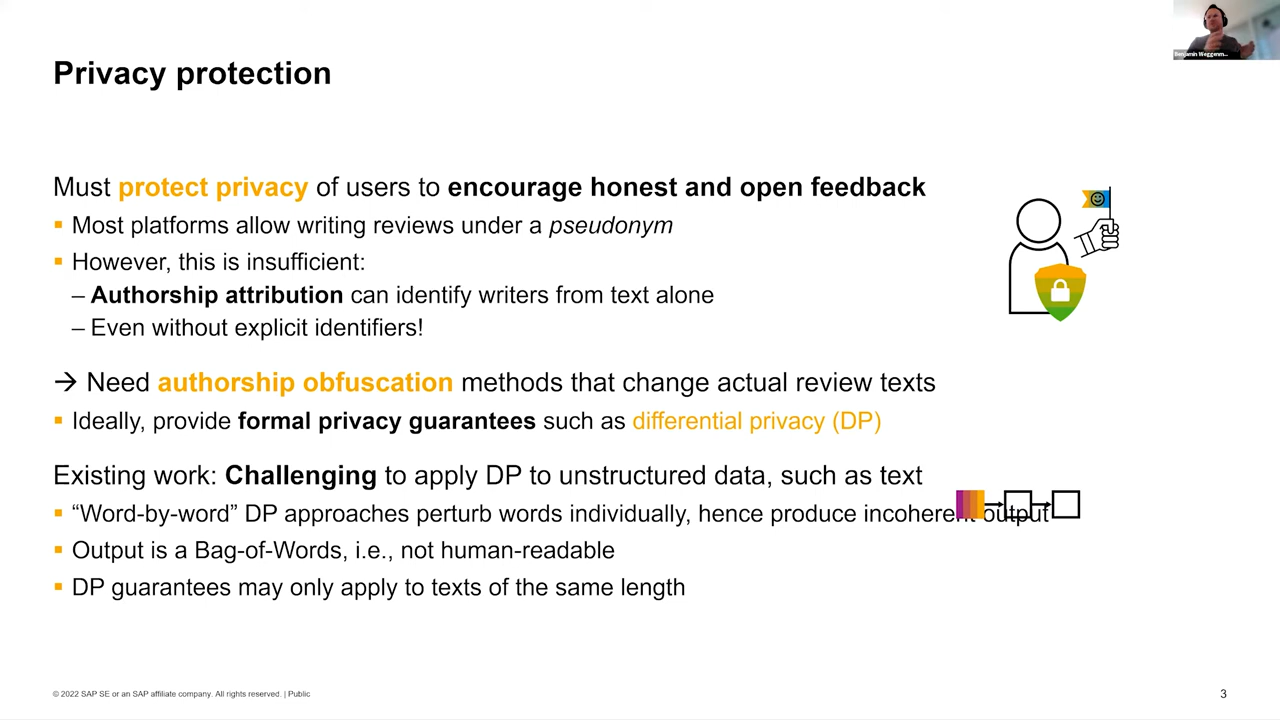 Benjamin Weggenm...
Privacy protection
Must protect privacy of users to encourage honest and open feedback
▪ Most platforms allow writing reviews under a pseudonym
▪ However, this is insufficient:
– Authorship attribution can identify writers from text alone
– Even without explicit identifiers!
→ Need authorship obfuscation methods that change actual review texts
▪ Ideally, provide formal privacy guarantees such as differential privacy (DP)
Existing work: Challenging to apply DP to unstructured data, such as text
▪ “Word-by-word” DP approaches perturb words individually, hence produce incoherent output
▪ Output is a Bag-of-Words, i.e., not human-readable
▪ DP guarantees may only apply to texts of the same length
© 2022 SAP SE or an SAP affiliate company. All rights reserved. | Public
3